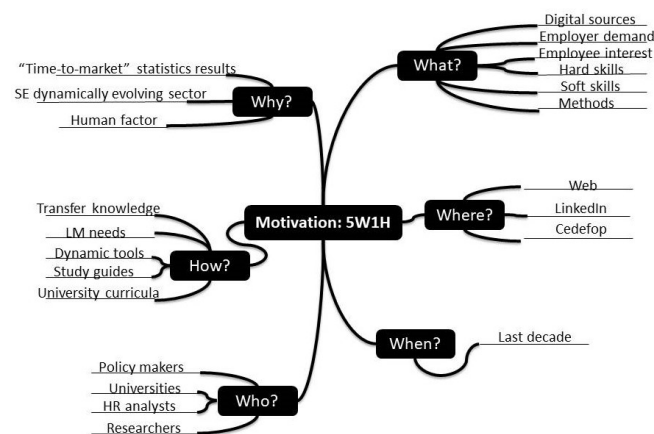 Motivation: 5W1H
What?
Digital sources
Employer demand
Employee interest
Hard skills
Soft skills
Methods
Where?
Web
LinkedIn
Cedefop
When?
Last decade
Who?
Policy makers
Universities
HR analysts
Researchers
How?
Transfer knowledge
LM needs
Dynamic tools
Study guides
University curricula
Why?
“Time-to-market” statistics results
SE dynamically evolving sector
Human factor